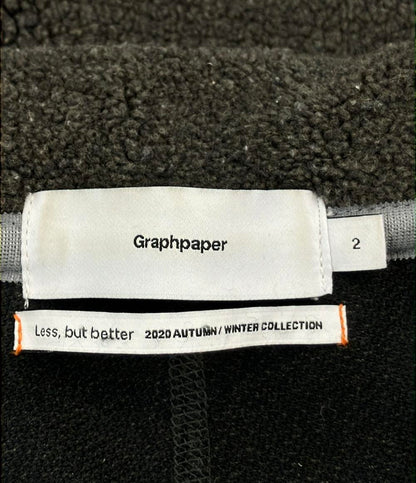 Graphpaper
2
Less, but better 2020 AUTUMN / WINTER COLLECTION